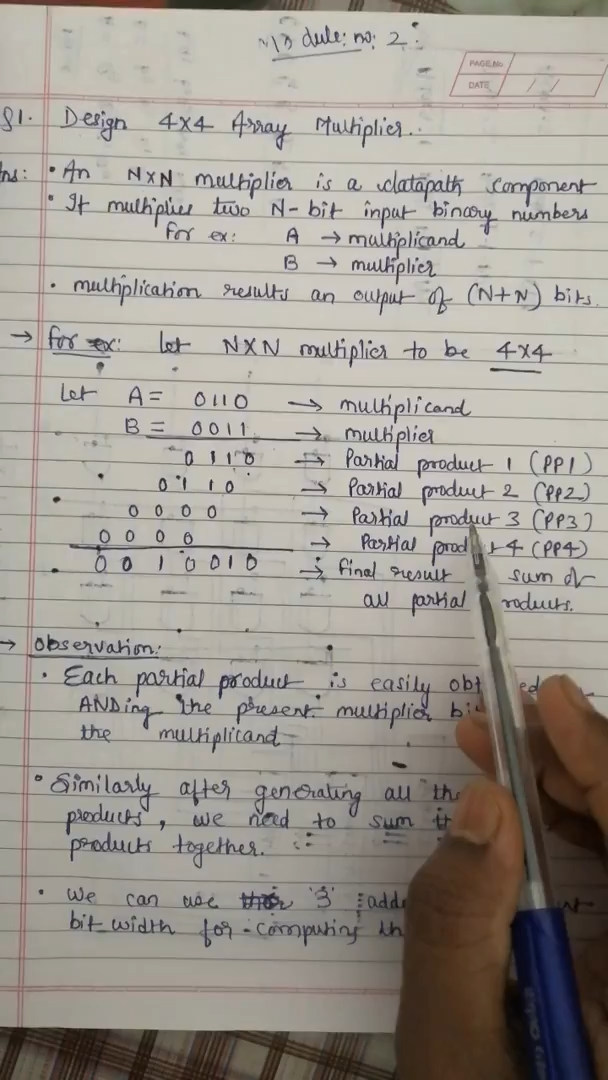 Module: no: 2:
PAGE No
DATE / /
Q1. Design 4x4 Array Multiplier..
Ans: • An NXN multiplier is a datapath component
• It multiplies two N-bit input binary numbers
For ex: A → multiplicand
B → multiplier
• multiplication results an output of (N+N) bits.
→ For ex: let NXN multiplier to be 4x4
Let A = 0110 → multiplicand
B = 0011 → multiplier
0110 → Partial product 1 (PP1)
0110 → Partial product 2 (PP2)
0000 → Partial product 3 (PP3)
0000 → Partial product 4 (PP4)
0010010 → final result sum of
all partial products.
→ Observation:
• Each partial product is easily
ANDing the present multiplier
the multiplicand
• Similarly after generating all the
products, we need to sum
products together.
• We can use '3'
bit-width for computing